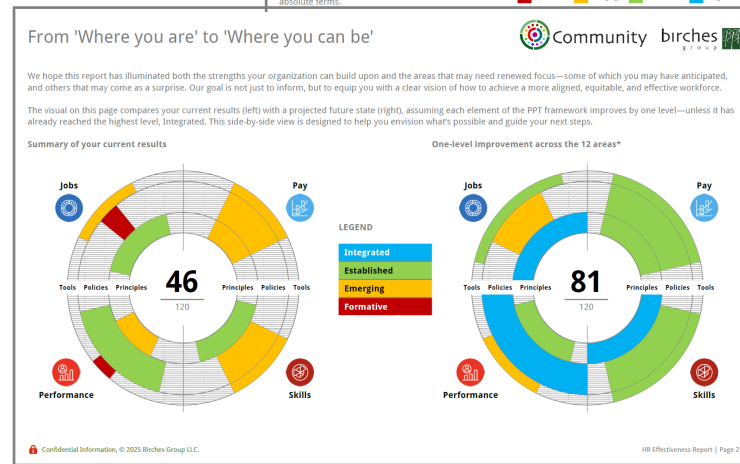 absolute terms.
From 'Where you are' to 'Where you can be'
Community
birches
group
We hope this report has illuminated both the strengths your organization can build upon and the areas that may need renewed focus—some of which you may have anticipated,
and others that may come as a surprise. Our goal is not just to inform, but to equip you with a clear vision of how to achieve a more aligned, equitable, and effective workforce.
The visual on this page compares your current results (left) with a projected future state (right), assuming each element of the PPT framework improves by one level—unless it has
already reached the highest level, Integrated. This side-by-side view is designed to help you envision what's possible and guide your next steps.
Summary of your current results
One-level improvement across the 12 areas*
Jobs
Pay
Jobs
Pay
LEGEND
Integrated
Established
Emerging
Formative
46
120
Tools Policies Principles
Principles Policies Tools
81
120
Tools Policies Principles
Principles Policies Tools
Performance
Skills
Performance
Skills
Confidential Information, © 2025 Birches Group LLC.
HR Effectiveness Report | Page 2